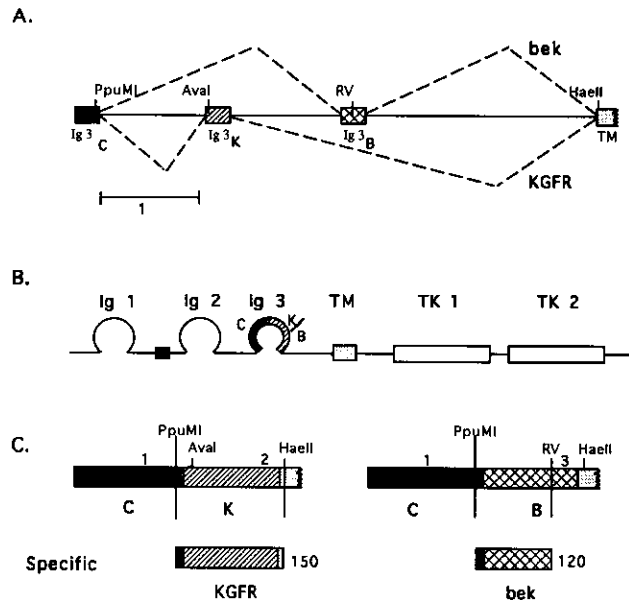 A.
bek
PpuMI
AvaI
RV
HaeII
Ig 3 C
Ig 3 K
Ig 3 B
TM
KGFR
1
B.
Ig 1 Ig 2 Ig 3 TM TK 1 TK 2
C K B
C.
PpuMI PpuMI
1 AvaI 2 HaeII 1 RV 3 HaeII
C K C B
Specific 150 120
KGFR bek